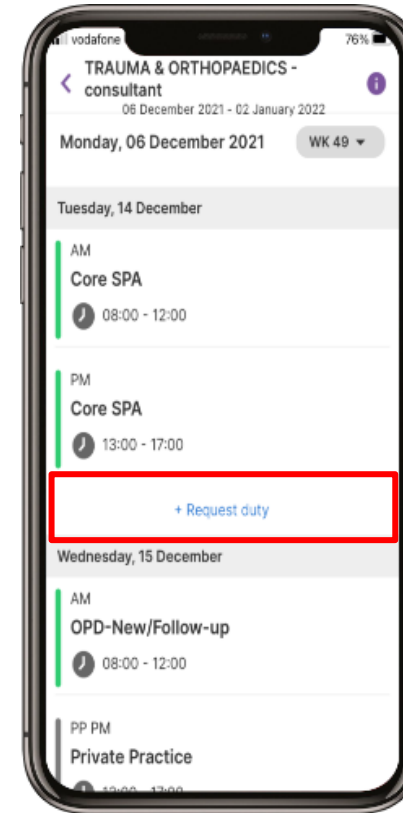 vodafone
76%
TRAUMA & ORTHOPAEDICS -
consultant
06 December 2021 - 02 January 2022
Monday, 06 December 2021
WK 49
Tuesday, 14 December
AM
Core SPA
08:00 - 12:00
PM
Core SPA
13:00 - 17:00
+ Request duty
Wednesday, 15 December
AM
OPD-New/Follow-up
08:00 - 12:00
PP PM
Private Practice